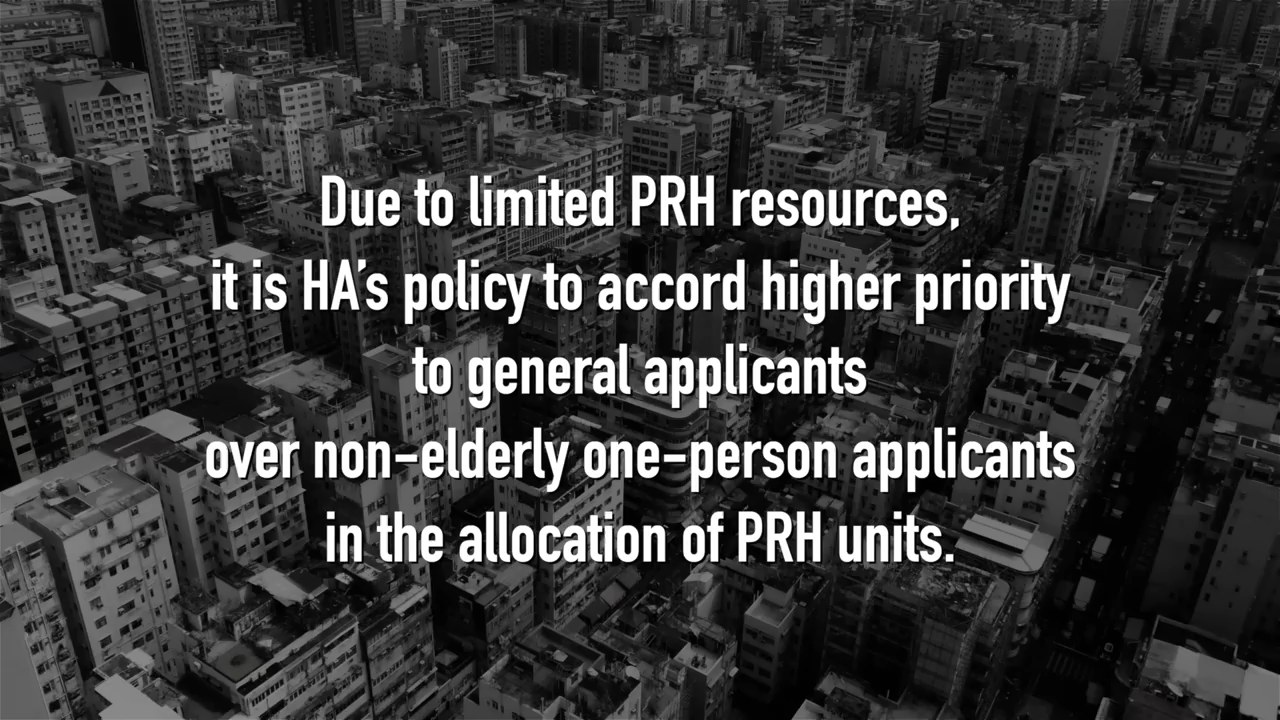 Due to limited PRH resources,
it is HA's policy to accord higher priority
to general applicants
over non-elderly one-person applicants
in the allocation of PRH units.